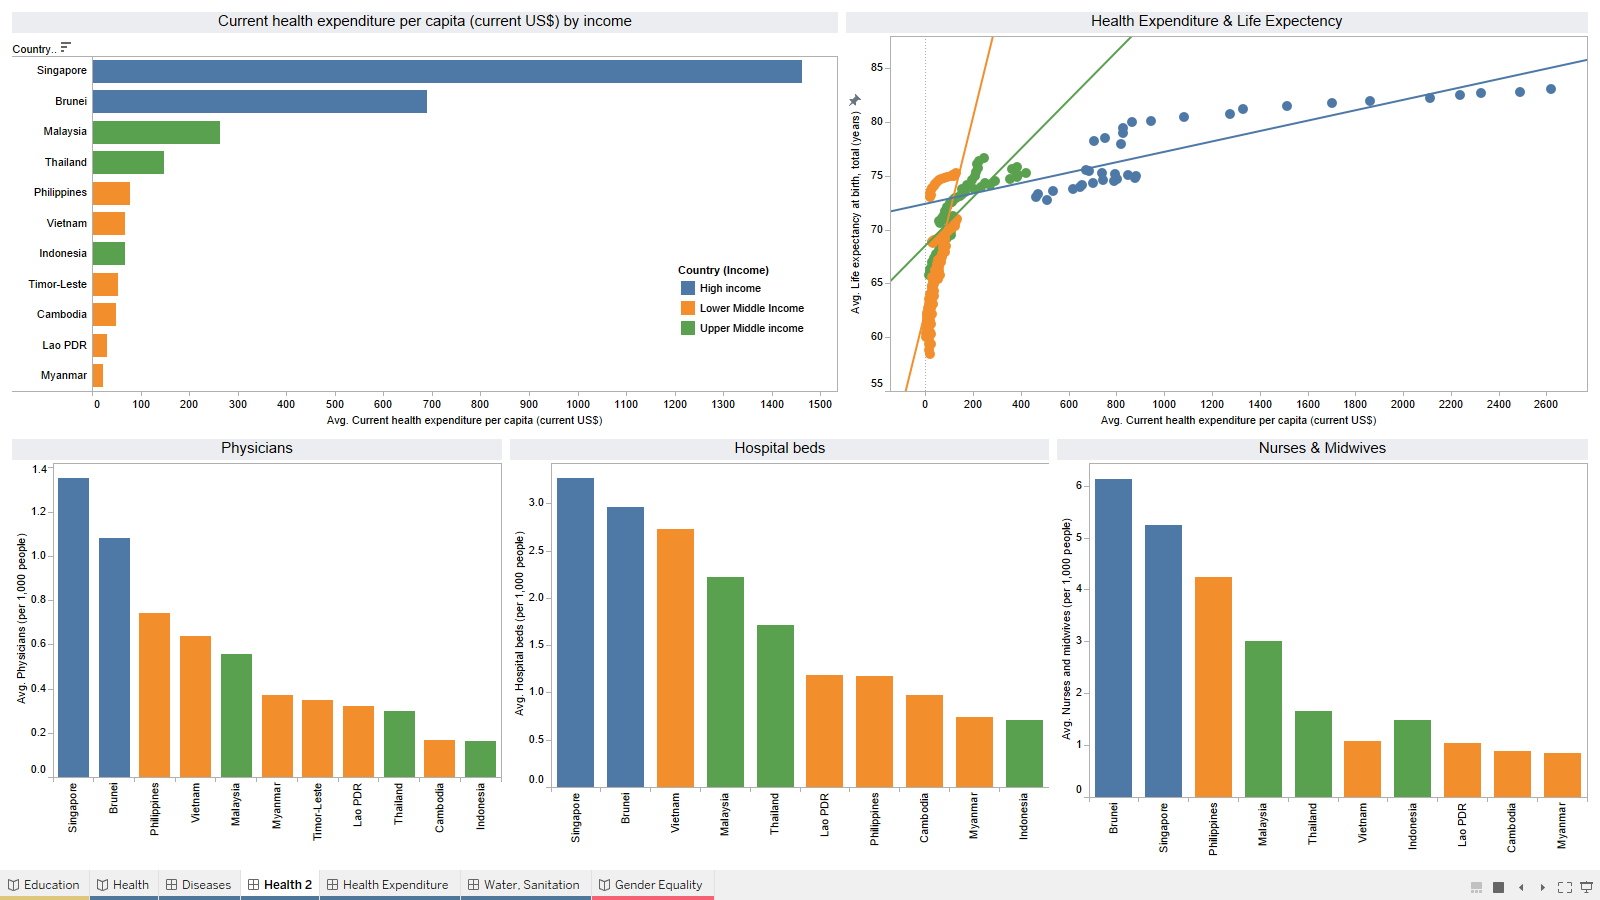 Current health expenditure per capita (current US$) by income
Country..
Singapore
Brunei
Malaysia
Thailand
Philippines
Vietnam
Indonesia
Timor-Leste
Cambodia
Lao PDR
Myanmar
0 100 200 300 400 500 600 700 800 900 1000 1100 1200 1300 1400 1500
Avg. Current health expenditure per capita (current US$)
Country (Income)
High income
Lower Middle Income
Upper Middle income
Health Expenditure & Life Expectency
Avg. Life expectancy at birth, total (years)
85
80
75
70
65
60
55
0 200 400 600 800 1000 1200 1400 1600 1800 2000 2200 2400 2600
Avg. Current health expenditure per capita (current US$)
Physicians
Avg. Physicians (per 1,000 people)
1.4
1.2
1.0
0.8
0.6
0.4
0.2
0.0
Singapore Brunei Philippines Vietnam Malaysia Myanmar Timor-Leste Lao PDR Thailand Cambodia Indonesia
Hospital beds
Avg. Hospital beds (per 1,000 people)
3.0
2.5
2.0
1.5
1.0
0.5
0.0
Singapore Brunei Vietnam Malaysia Thailand Lao PDR Philippines Cambodia Myanmar Indonesia
Nurses & Midwives
Avg. Nurses and midwives (per 1,000 people)
6
5
4
3
2
1
0
Brunei Singapore Philippines Malaysia Thailand Vietnam Indonesia Lao PDR Cambodia Myanmar
Education Health Diseases Health 2 Health Expenditure Water, Sanitation Gender Equality